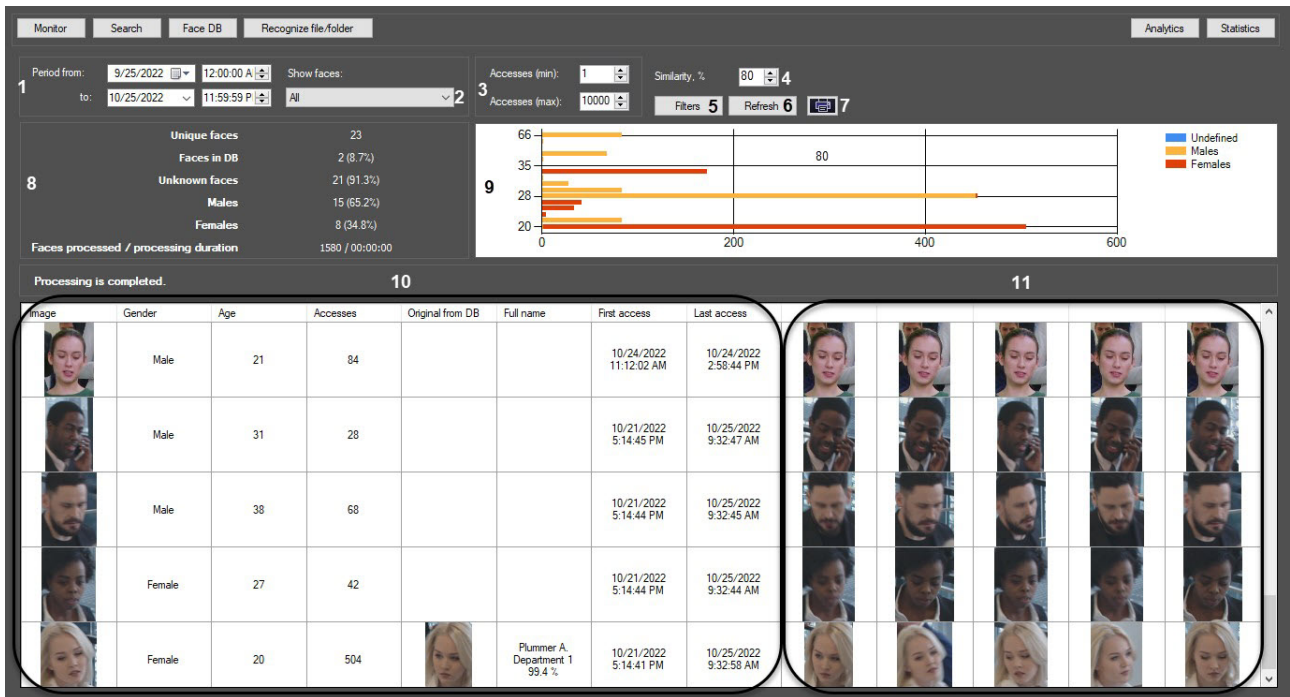 Monitor Search Face DB Recognize file/folder Analytics Statistics
Period from: 9/25/2022 12:00:00 A Show faces: Accesses (min): 1 Similarity, % 80 4
1 to: 10/25/2022 11:59:59 P All 2 3 Accesses (max): 10000 Filters 5 Refresh 6 7
8
Unique faces 23
Faces in DB 2 (8.7%)
Unknown faces 21 (91.3%)
Males 15 (65.2%)
Females 8 (34.8%)
Faces processed / processing duration 1580 / 00:00:00
9
66
35
28
20
80
0 200 400 600
Undefined
Males
Females
Processing is completed. 10 11
Image Gender Age Accesses Original from DB Full name First access Last access
Male 21 84 10/24/2022 11:12:02 AM 10/24/2022 2:58:44 PM
Male 31 28 10/21/2022 5:14:45 PM 10/25/2022 9:32:47 AM
Male 38 68 10/21/2022 5:14:44 PM 10/25/2022 9:32:45 AM
Female 27 42 10/21/2022 5:14:44 PM 10/25/2022 9:32:44 AM
Female 20 504 Plummer A. Department 1 99.4 % 10/21/2022 5:14:41 PM 10/25/2022 9:32:58 AM